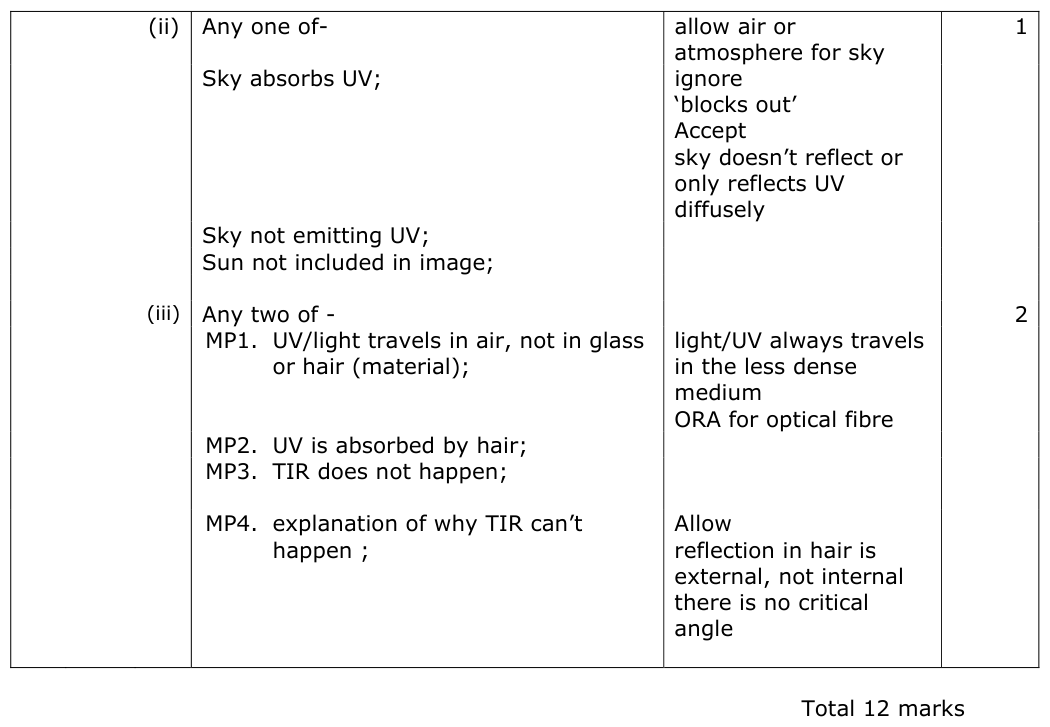 (ii) Any one of- allow air or 1
atmosphere for sky
Sky absorbs UV; ignore
‘blocks out’
Accept
sky doesn’t reflect or
only reflects UV
diffusely
Sky not emitting UV;
Sun not included in image;
(iii) Any two of - 2
MP1. UV/light travels in air, not in glass light/UV always travels
or hair (material); in the less dense
medium
ORA for optical fibre
MP2. UV is absorbed by hair;
MP3. TIR does not happen;
MP4. explanation of why TIR can’t Allow
happen ; reflection in hair is
external, not internal
there is no critical
angle
Total 12 marks